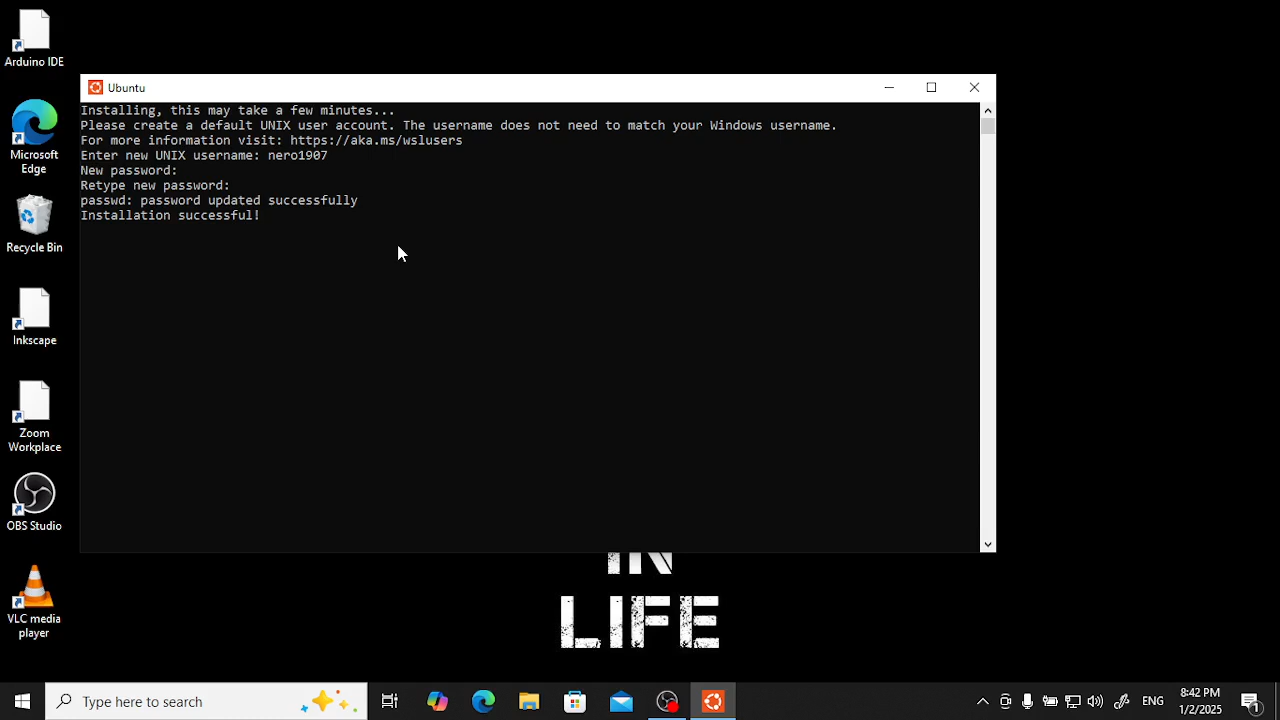 Arduino IDE
Microsoft
Edge
Recycle Bin
Inkscape
Zoom
Workplace
OBS Studio
VLC media
player
Ubuntu
Installing, this may take a few minutes...
Please create a default UNIX user account. The username does not need to match your Windows username.
For more information visit: https://aka.ms/wslusers
Enter new UNIX username: nero1907
New password:
Retype new password:
passwd: password updated successfully
Installation successful!
IN
LIFE
Type here to search
ENG
8:42 PM
1/2/2025
1